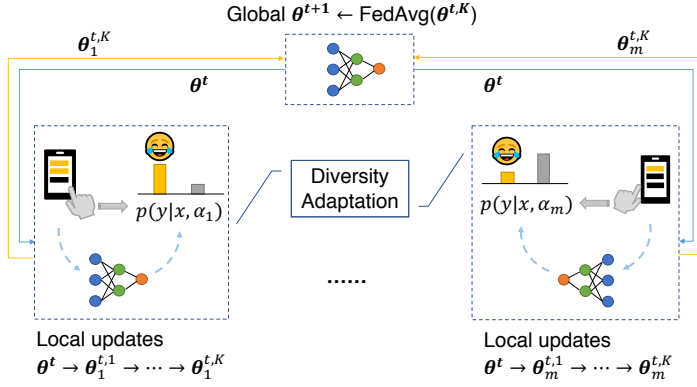 Global θ^{t+1} ← FedAvg(θ^{t,K})
θ_1^{t,K}
θ_m^{t,K}
θ^t
θ^t
Diversity
Adaptation
p(y|x, α_1)
p(y|x, α_m)
......
Local updates
θ^t → θ_1^{t,1} → ⋯ → θ_1^{t,K}
Local updates
θ^t → θ_m^{t,1} → ⋯ → θ_m^{t,K}